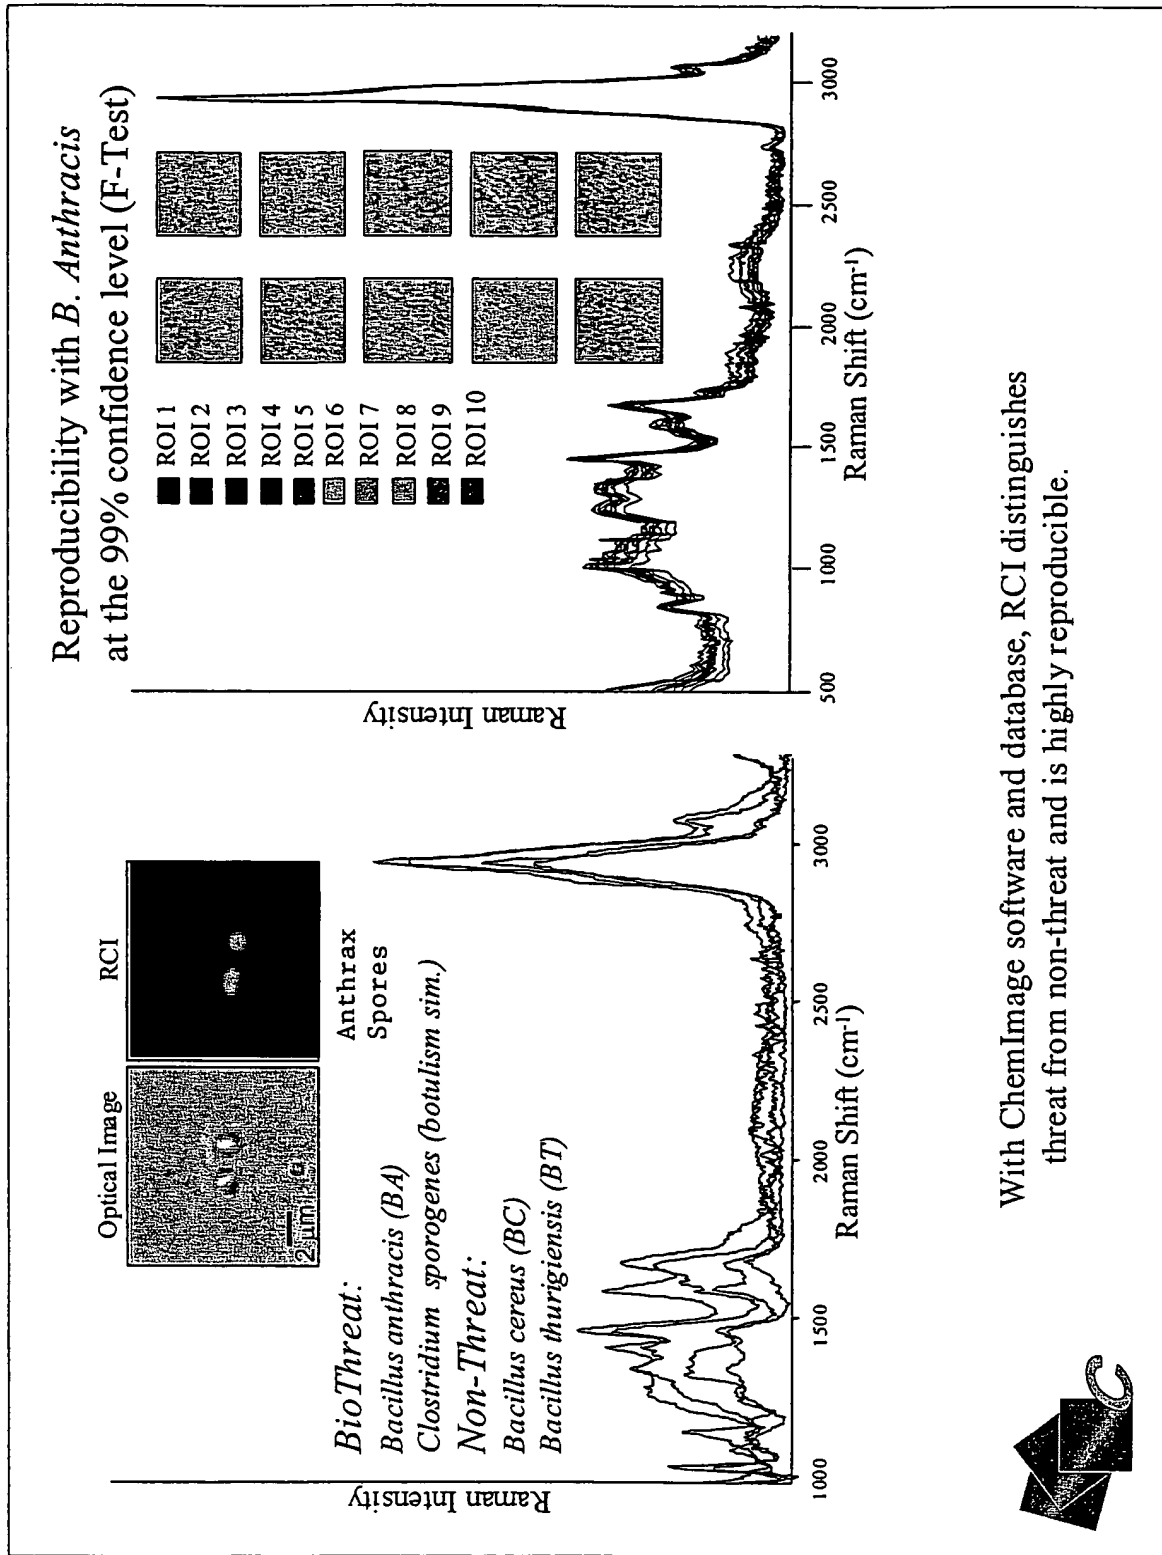 Optical Image
RCI
2 µm
Anthrax
Spores
BioThreat:
Bacillus anthracis (BA)
Clostridium sporogenes (botulism sim.)
Non-Threat:
Bacillus cereus (BC)
Bacillus thurigiensis (BT)
Raman Intensity
1000
1500
2000
2500
3000
Raman Shift (cm⁻¹)
Reproducibility with B. Anthracis
at the 99% confidence level (F-Test)
ROI 1
ROI 2
ROI 3
ROI 4
ROI 5
ROI 6
ROI 7
ROI 8
ROI 9
ROI 10
Raman Intensity
500
1000
1500
2000
2500
3000
Raman Shift (cm⁻¹)
With ChemImage software and database, RCI distinguishes
threat from non-threat and is highly reproducible.
C